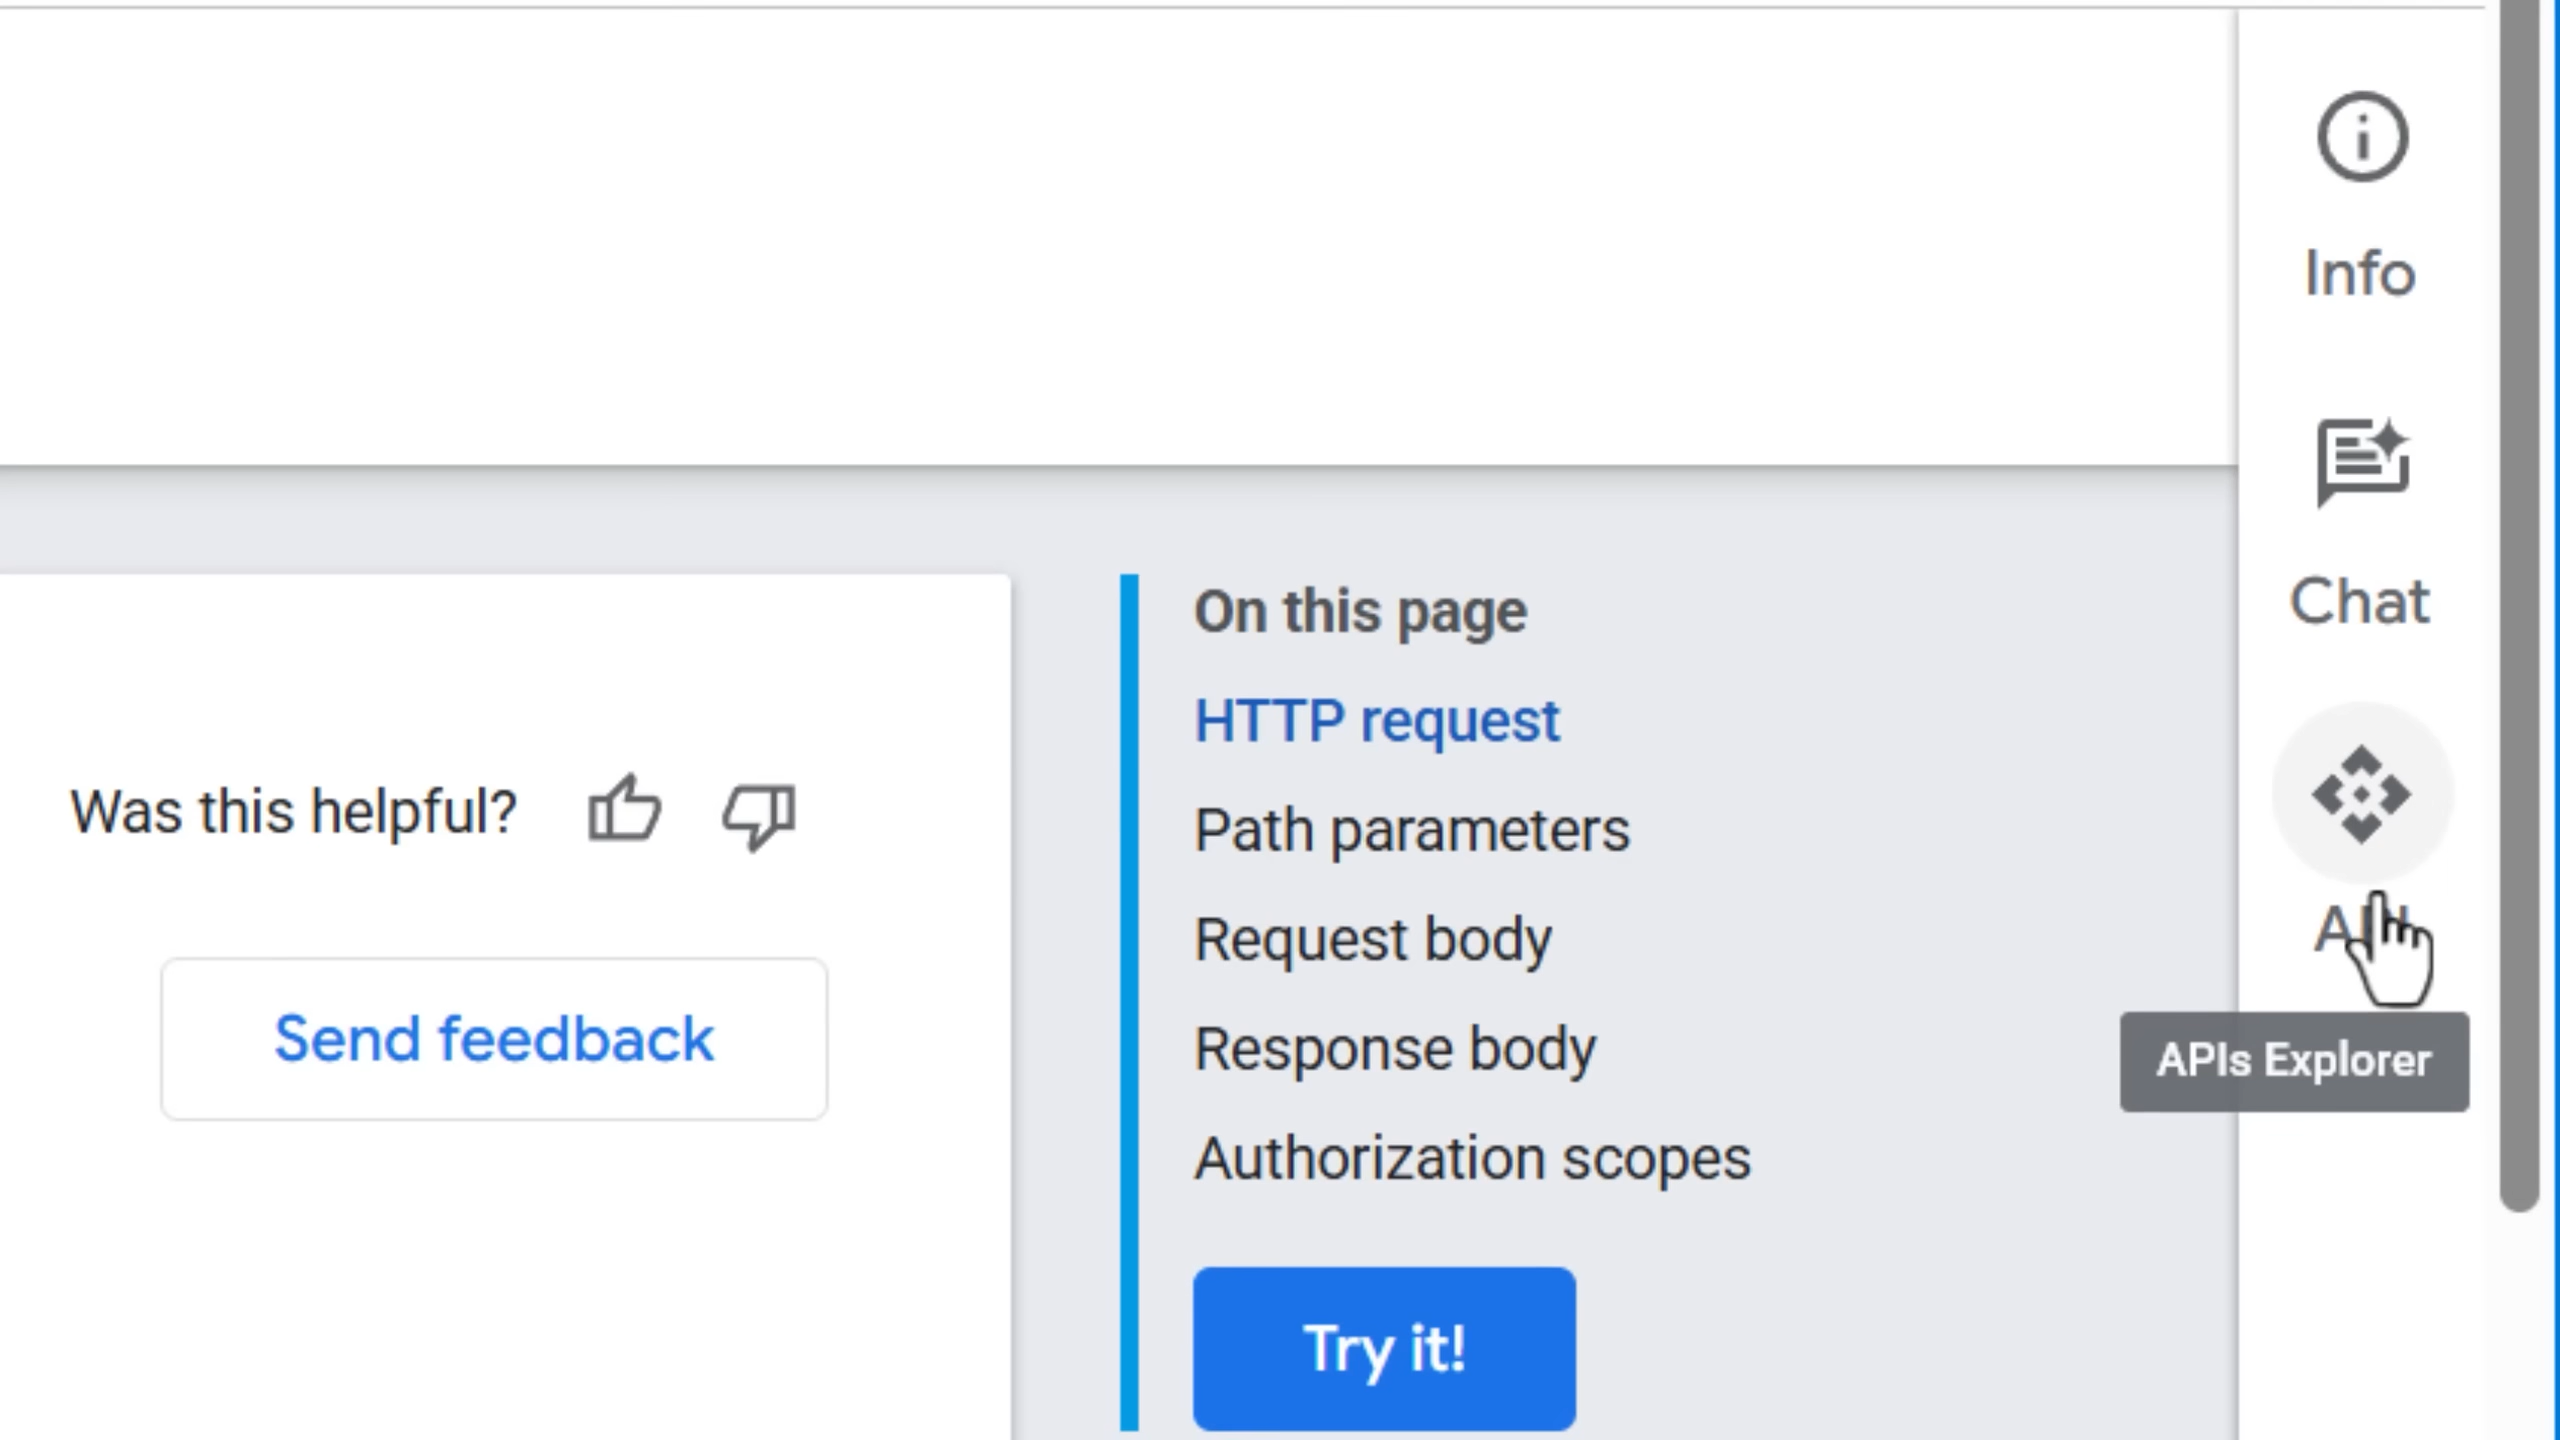 Info
Chat
APIs Explorer
On this page
HTTP request
Path parameters
Request body
Response body
Authorization scopes
Try it!
Was this helpful?
Send feedback